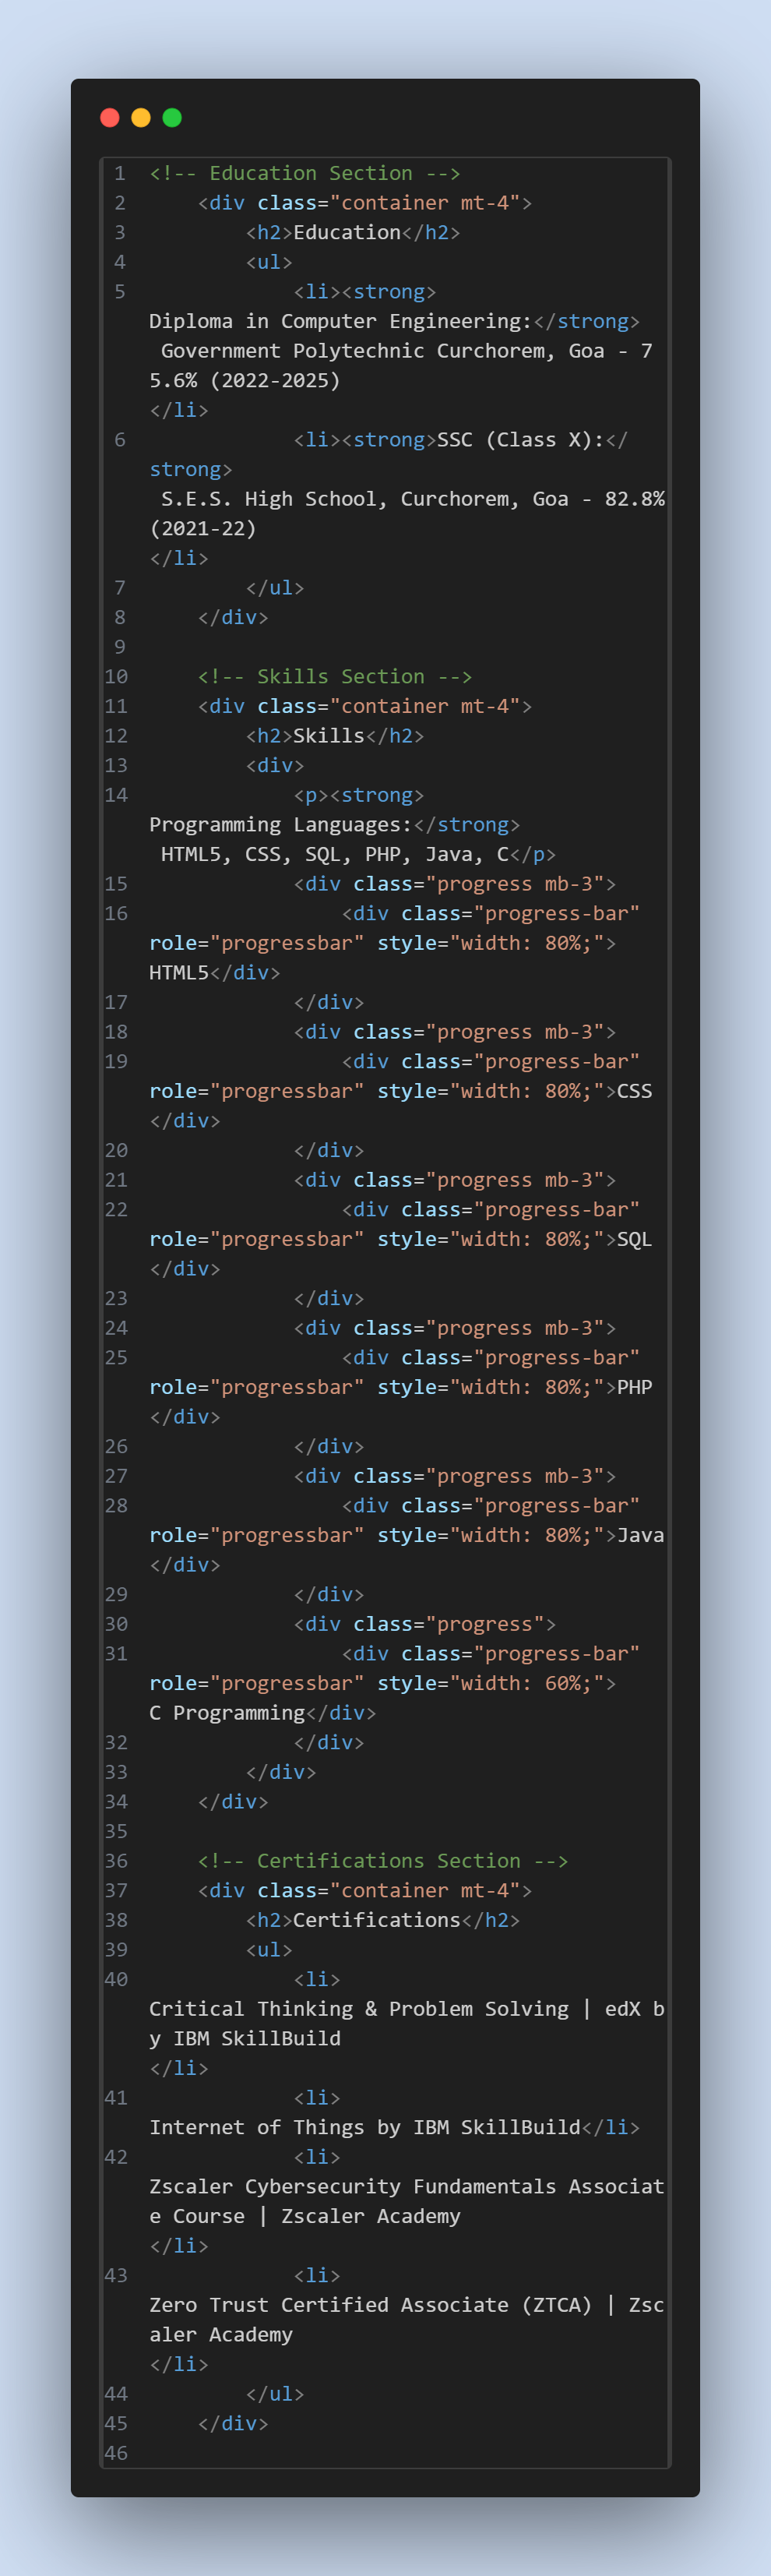 1 <!-- Education Section -->
2     <div class="container mt-4">
3         <h2>Education</h2>
4         <ul>
5             <li><strong>
Diploma in Computer Engineering:</strong>
 Government Polytechnic Curchorem, Goa - 7
5.6% (2022-2025)
</li>
6             <li><strong>SSC (Class X):</
strong>
 S.E.S. High School, Curchorem, Goa - 82.8%
(2021-22)
</li>
7         </ul>
8     </div>
9
10     <!-- Skills Section -->
11     <div class="container mt-4">
12         <h2>Skills</h2>
13         <div>
14             <p><strong>
Programming Languages:</strong>
 HTML5, CSS, SQL, PHP, Java, C</p>
15             <div class="progress mb-3">
16                 <div class="progress-bar"
role="progressbar" style="width: 80%;">
HTML5</div>
17             </div>
18             <div class="progress mb-3">
19                 <div class="progress-bar"
role="progressbar" style="width: 80%;">CSS
</div>
20             </div>
21             <div class="progress mb-3">
22                 <div class="progress-bar"
role="progressbar" style="width: 80%;">SQL
</div>
23             </div>
24             <div class="progress mb-3">
25                 <div class="progress-bar"
role="progressbar" style="width: 80%;">PHP
</div>
26             </div>
27             <div class="progress mb-3">
28                 <div class="progress-bar"
role="progressbar" style="width: 80%;">Java
</div>
29             </div>
30             <div class="progress">
31                 <div class="progress-bar"
role="progressbar" style="width: 60%;">
C Programming</div>
32             </div>
33         </div>
34     </div>
35
36     <!-- Certifications Section -->
37     <div class="container mt-4">
38         <h2>Certifications</h2>
39         <ul>
40             <li>
Critical Thinking & Problem Solving | edX b
y IBM SkillBuild
</li>
41             <li>
Internet of Things by IBM SkillBuild</li>
42             <li>
Zscaler Cybersecurity Fundamentals Associat
e Course | Zscaler Academy
</li>
43             <li>
Zero Trust Certified Associate (ZTCA) | Zsc
aler Academy
</li>
44         </ul>
45     </div>
46